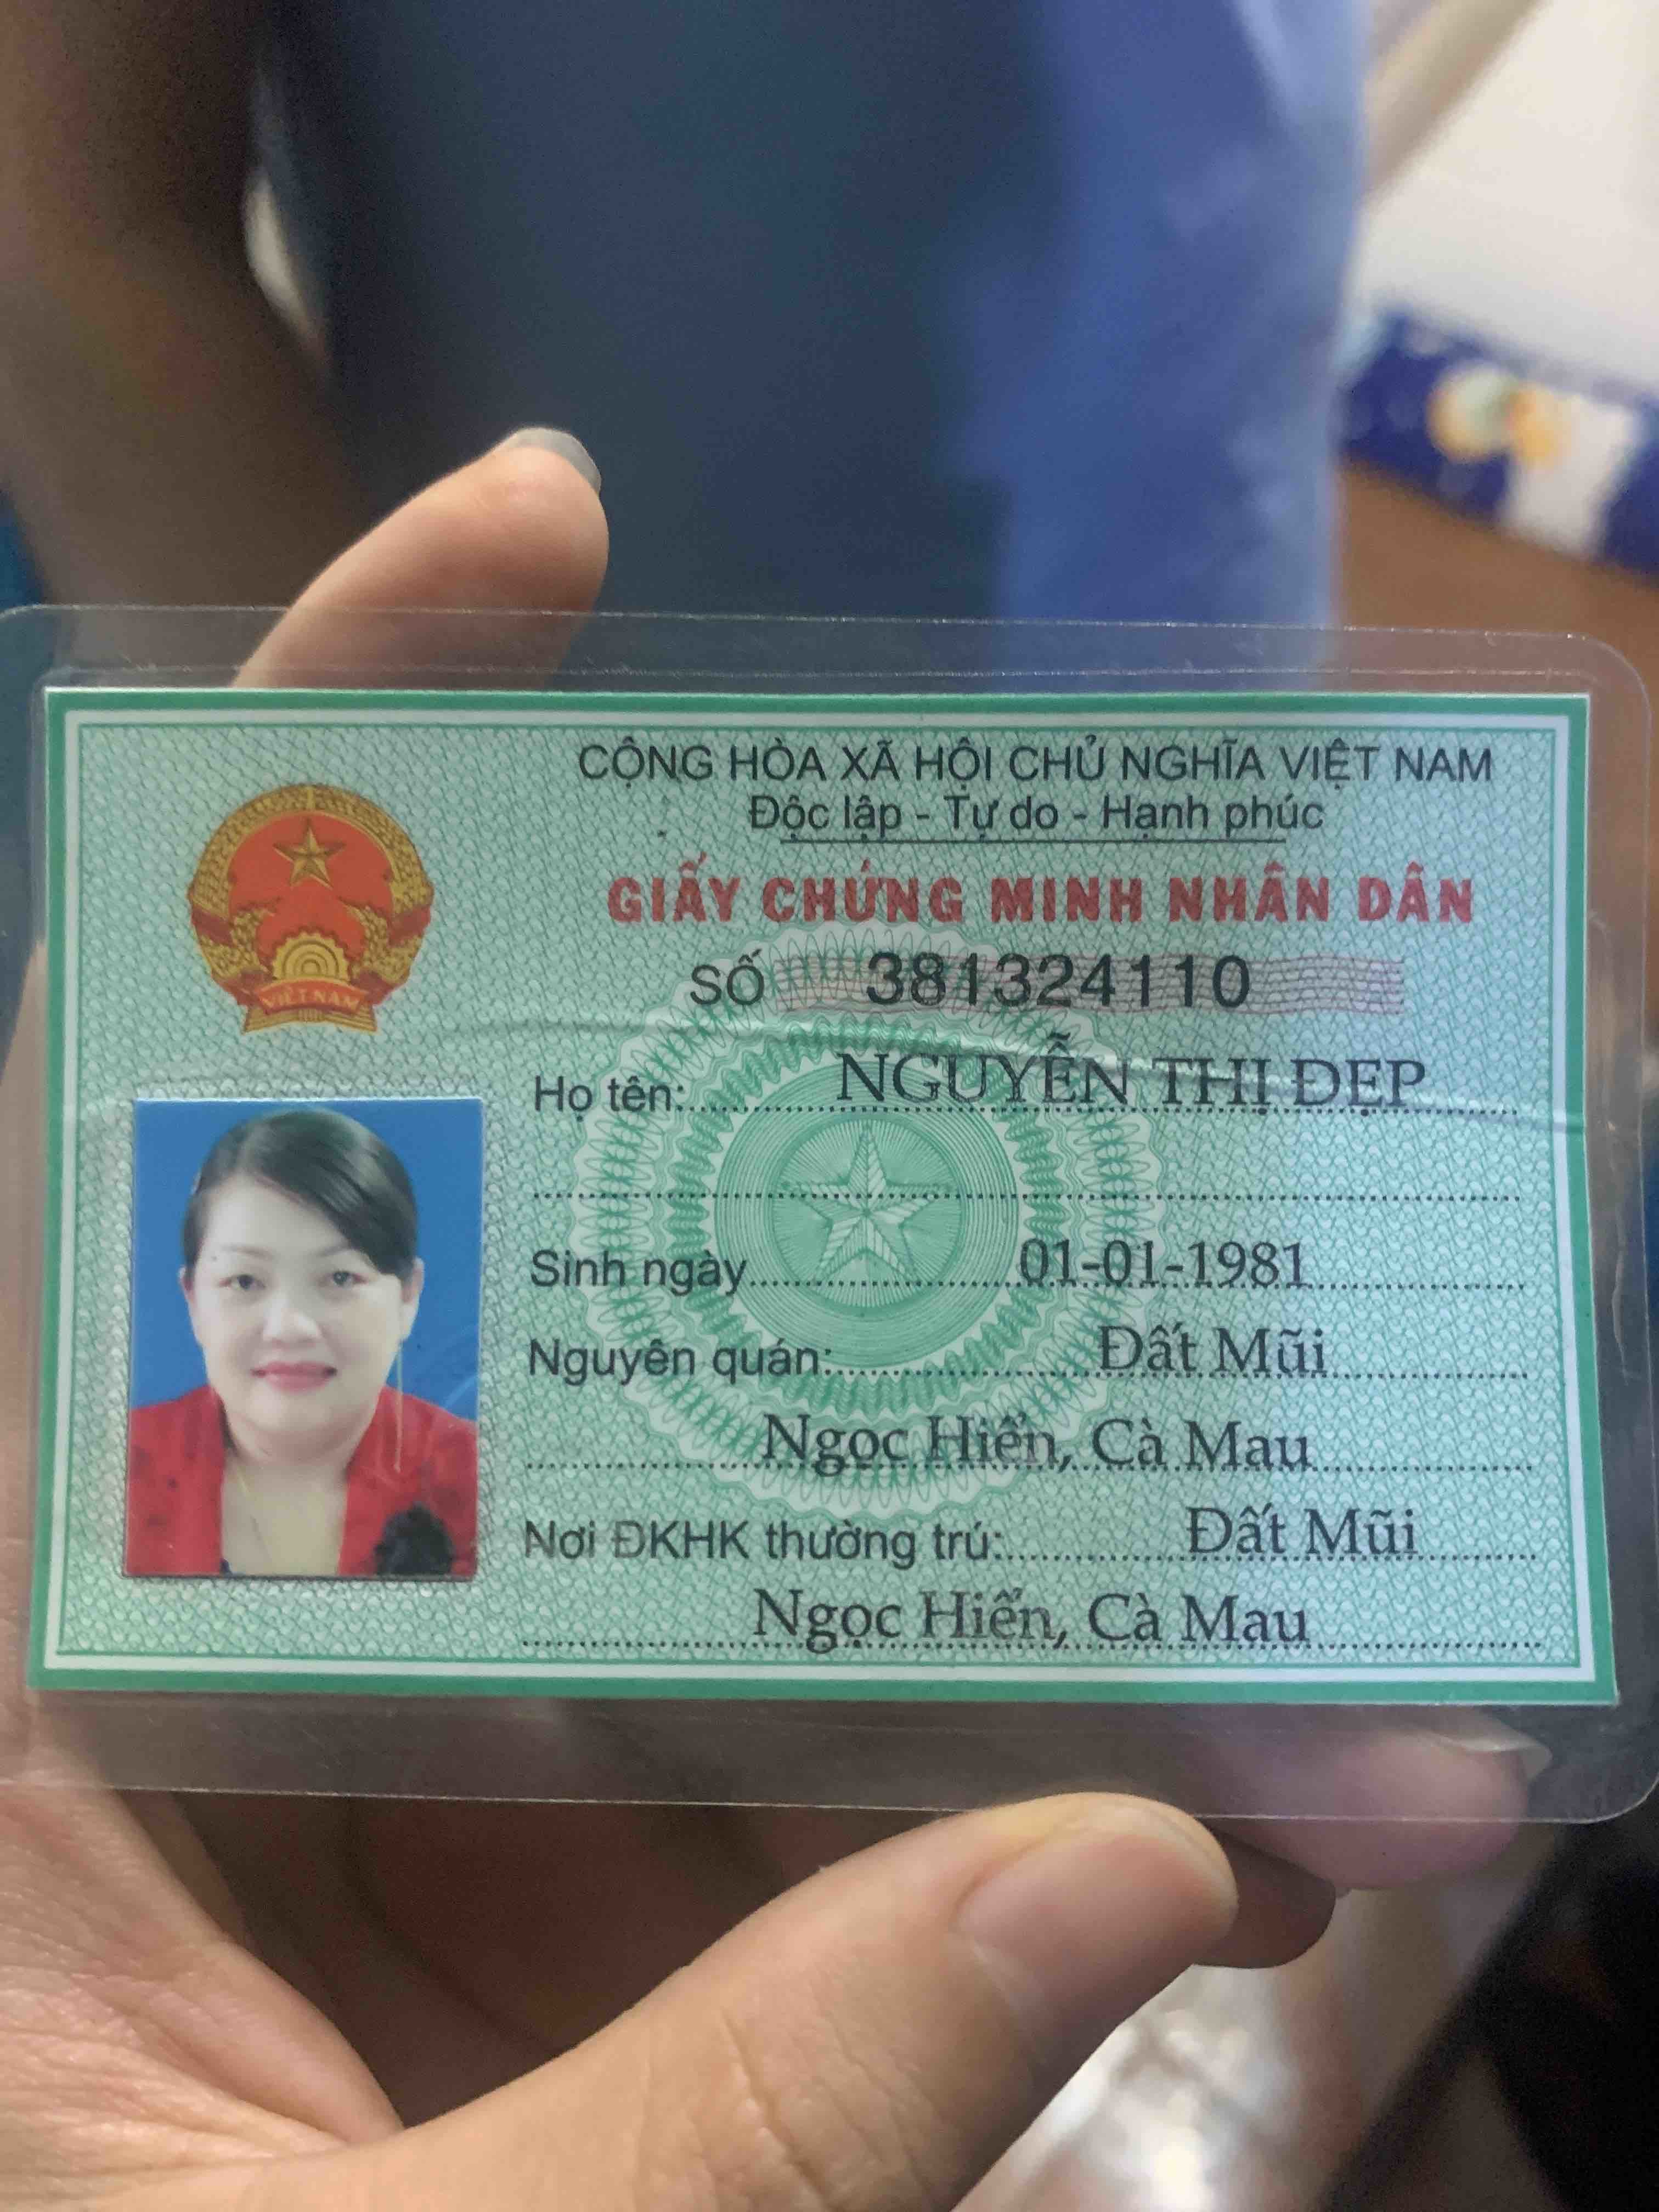 CỘNG HÒA XÃ HỘI CHỦ NGHĨA VIỆT NAM
Độc lập - Tự do - Hạnh phúc
GIẤY CHỨNG MINH NHÂN DÂN
SỐ 381324110
VIỆT NAM
Họ tên: NGUYỄN THỊ ĐẸP
Sinh ngày 01-01-1981
Nguyên quán: Đất Mũi
Ngọc Hiển, Cà Mau
Nơi ĐKHK thường trú: Đất Mũi
Ngọc Hiển, Cà Mau